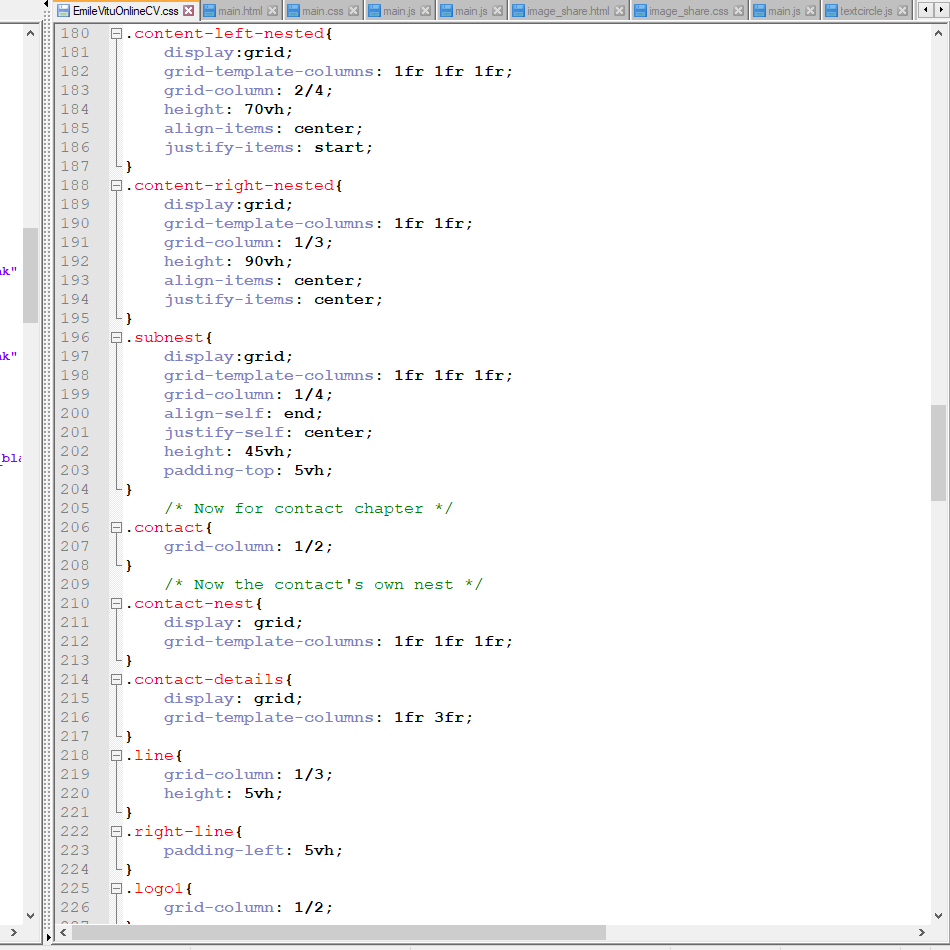 EmileVituOnlineCV.css main.html main.css main.js main.js image_share.html image_share.css main.js textcircle.js
180 .content-left-nested{
181 display:grid;
182 grid-template-columns: 1fr 1fr 1fr;
183 grid-column: 2/4;
184 height: 70vh;
185 align-items: center;
186 justify-items: start;
187 }
188 .content-right-nested{
189 display:grid;
190 grid-template-columns: 1fr 1fr;
191 grid-column: 1/3;
192 height: 90vh;
193 align-items: center;
194 justify-items: center;
195 }
196 .subnest{
197 display:grid;
198 grid-template-columns: 1fr 1fr 1fr;
199 grid-column: 1/4;
200 align-self: end;
201 justify-self: center;
202 height: 45vh;
203 padding-top: 5vh;
204 }
205 /* Now for contact chapter */
206 .contact{
207 grid-column: 1/2;
208 }
209 /* Now the contact's own nest */
210 .contact-nest{
211 display: grid;
212 grid-template-columns: 1fr 1fr 1fr;
213 }
214 .contact-details{
215 display: grid;
216 grid-template-columns: 1fr 3fr;
217 }
218 .line{
219 grid-column: 1/3;
220 height: 5vh;
221 }
222 .right-line{
223 padding-left: 5vh;
224 }
225 .logo1{
226 grid-column: 1/2;